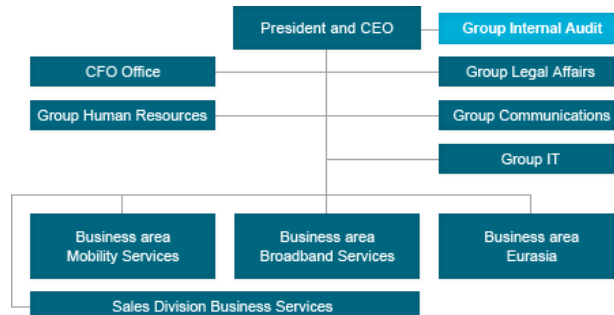 President and CEO
Group Internal Audit
CFO Office
Group Legal Affairs
Group Human Resources
Group Communications
Group IT
Business area
Mobility Services
Business area
Broadband Services
Business area
Eurasia
Sales Division Business Services